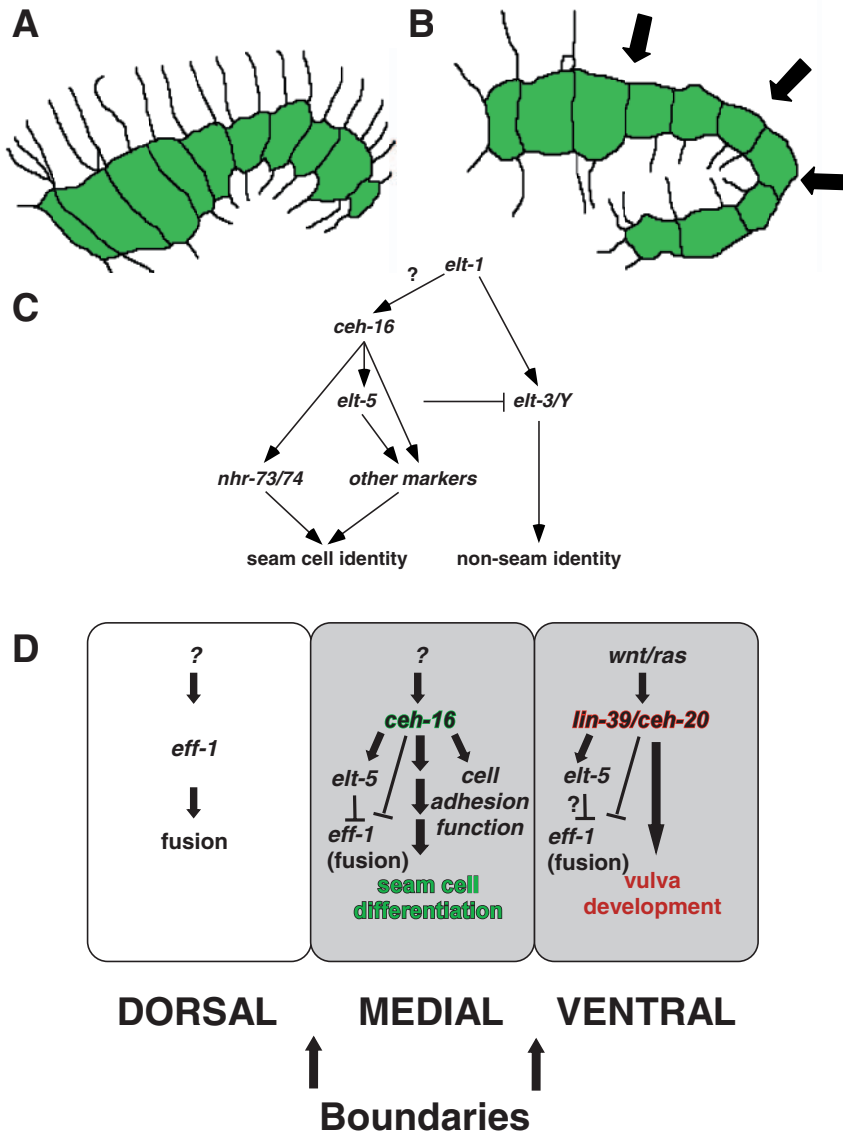 A
B
C
elt-1
?
ceh-16
elt-5
elt-3/Y
nhr-73/74
other markers
seam cell identity
non-seam identity
D
?
eff-1
fusion
?
ceh-16
elt-5
cell
adhesion
function
eff-1
(fusion)
seam cell
differentiation
wnt/ras
lin-39/ceh-20
elt-5
?
eff-1
(fusion)
vulva
development
DORSAL
MEDIAL
VENTRAL
Boundaries